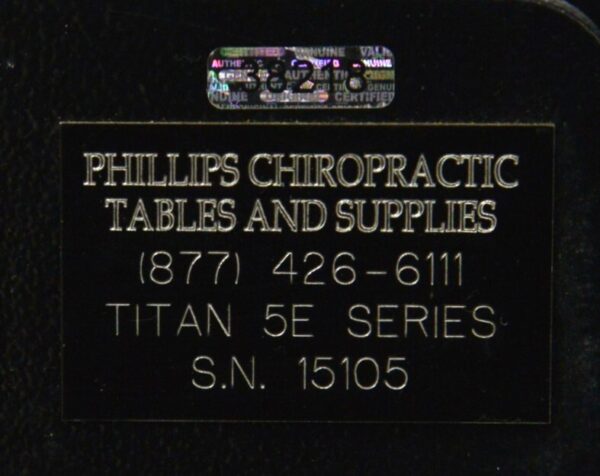 PHILLIPS CHIROPRACTIC
TABLES AND SUPPLIES
(877) 426-6111
TITAN 5E SERIES
S.N. 15105